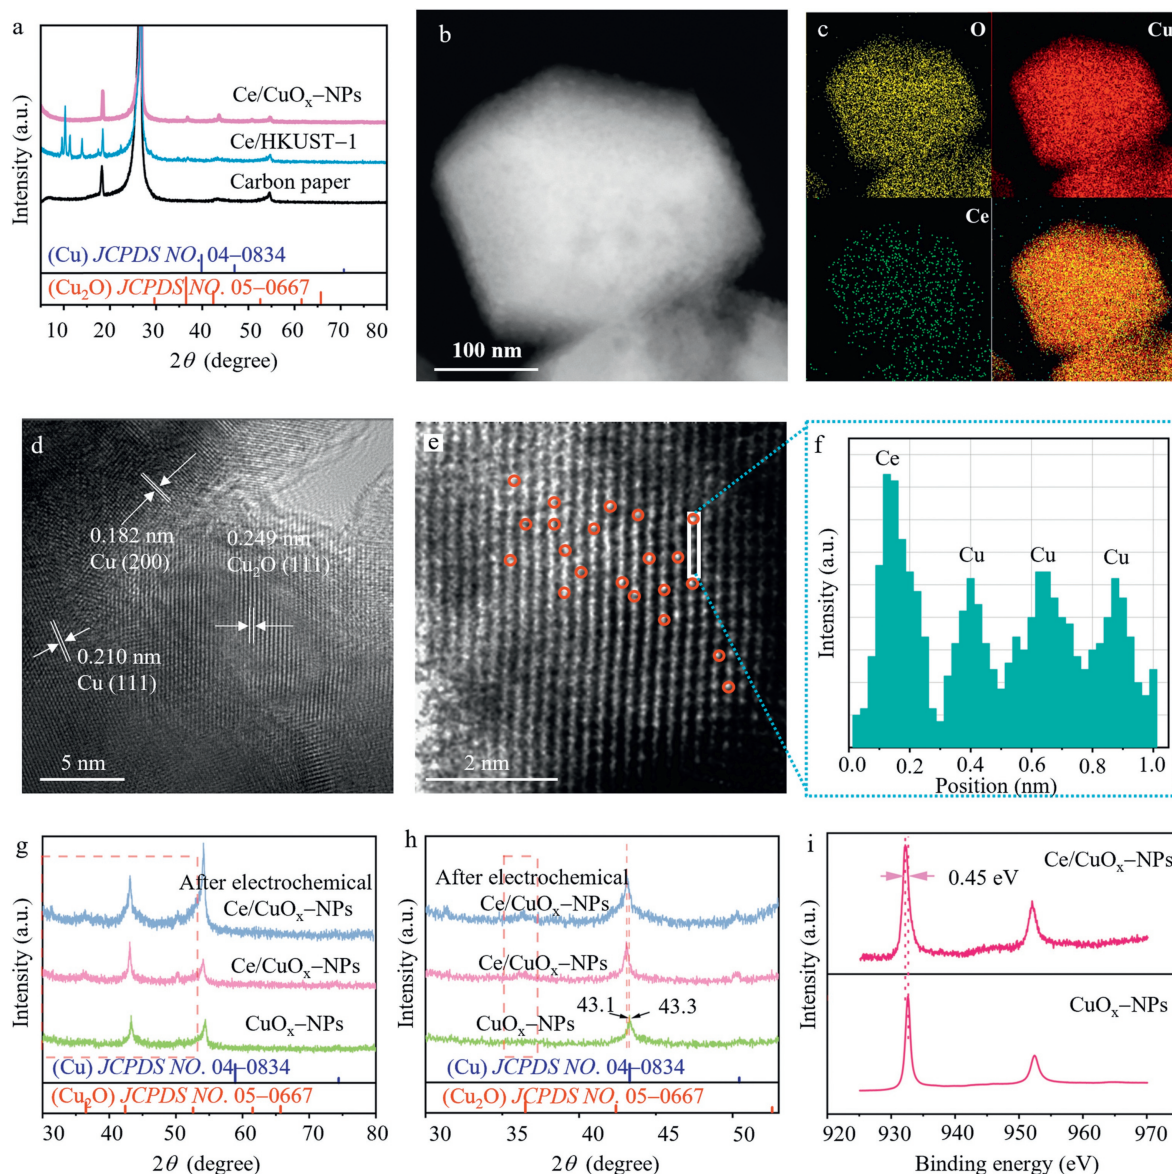 a
Intensity (a.u.)
Ce/CuOₓ–NPs
Ce/HKUST–1
Carbon paper
(Cu) JCPDS NO. 04–0834
(Cu₂O) JCPDS NO. 05–0667
10 20 30 40 50 60 70 80
2θ (degree)
b
100 nm
c
O
Cu
Ce
d
0.182 nm
Cu (200)
0.249 nm
Cu₂O (111)
0.210 nm
Cu (111)
5 nm
e
2 nm
f
Intensity (a.u.)
Ce
Cu
Cu
Cu
0.0 0.2 0.4 0.6 0.8 1.0
Position (nm)
g
Intensity (a.u.)
After electrochemical
Ce/CuOₓ–NPs
Ce/CuOₓ–NPs
CuOₓ–NPs
(Cu) JCPDS NO. 04–0834
(Cu₂O) JCPDS NO. 05–0667
30 40 50 60 70 80
2θ (degree)
h
Intensity (a.u.)
After electrochemical
Ce/CuOₓ–NPs
Ce/CuOₓ–NPs
43.1 43.3
CuOₓ–NPs
(Cu) JCPDS NO. 04–0834
(Cu₂O) JCPDS NO. 05–0667
30 35 40 45 50
2θ (degree)
i
Intensity (a.u.)
Ce/CuOₓ–NPs
0.45 eV
CuOₓ–NPs
920 930 940 950 960 970
Binding energy (eV)